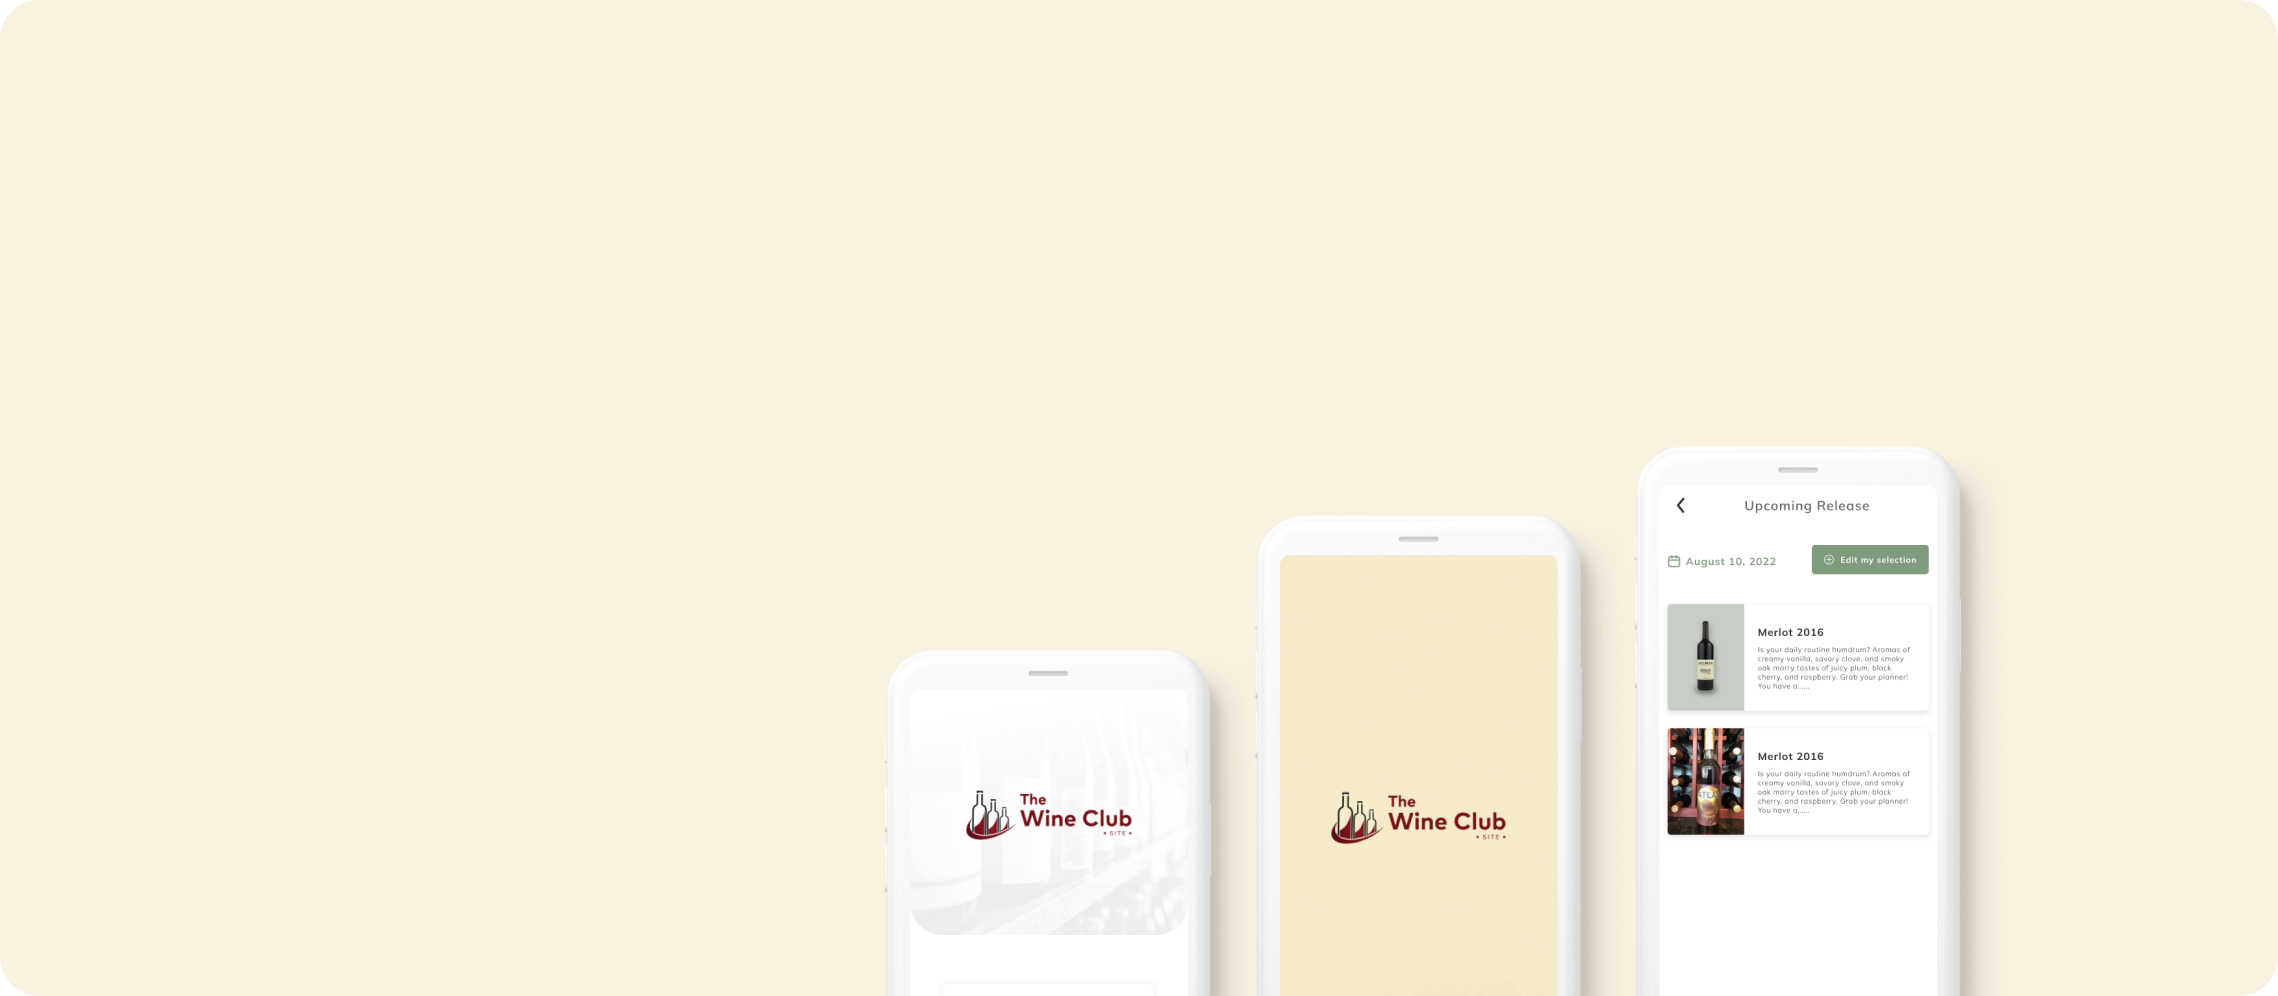 The
Wine Club
• SITE •
The
Wine Club
• SITE •
Upcoming Release
August 10, 2022
Edit my selection
Merlot 2016
Is your daily routine humdrum? Aromas of
creamy vanilla, savory clove, and smoky
oak marry tastes of juicy plum, black
cherry, and raspberry. Grab your planner!
You have a......
Merlot 2016
Is your daily routine humdrum? Aromas of
creamy vanilla, savory clove, and smoky
oak marry tastes of juicy plum, black
cherry, and raspberry. Grab your planner!
You have a......
ATLAS